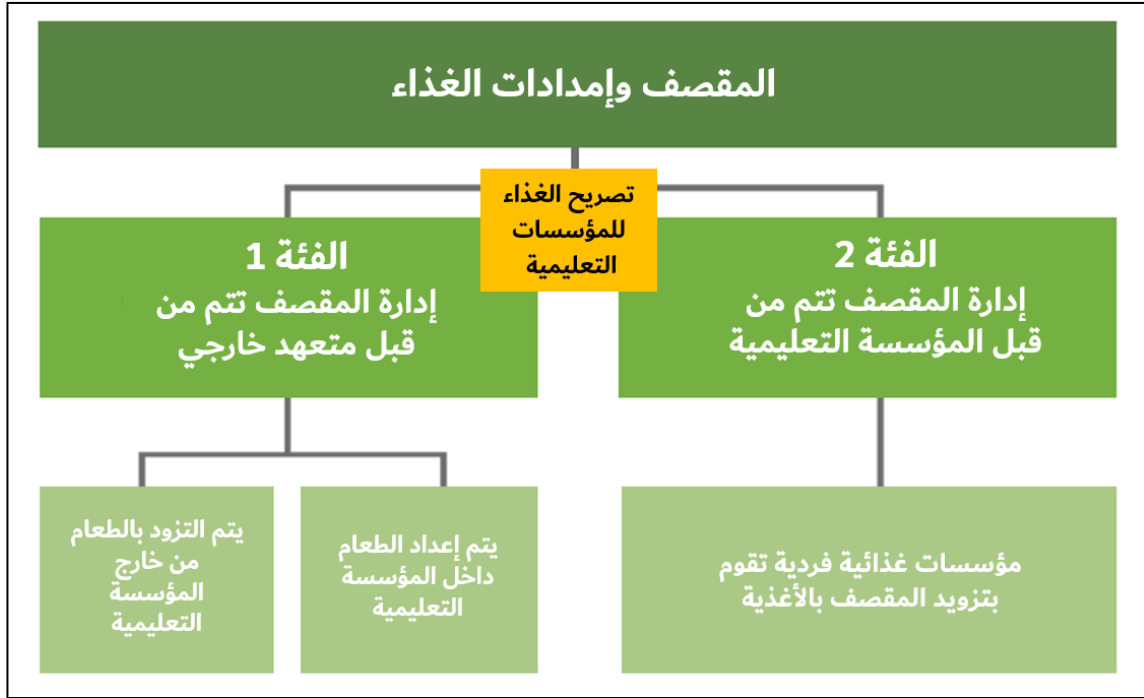 المقصف وإمدادات الغذاء
تصريح الغذاء
للمؤسسات
التعليمية
الفئة 2
إدارة المقصف تتم من
قبل المؤسسة التعليمية
الفئة 1
إدارة المقصف تتم من
قبل متعهد خارجي
مؤسسات غذائية فردية تقوم
بتزويد المقصف بالأغذية
يتم إعداد الطعام
داخل المؤسسة
التعليمية
يتم التزود بالطعام
من خارج
المؤسسة
التعليمية